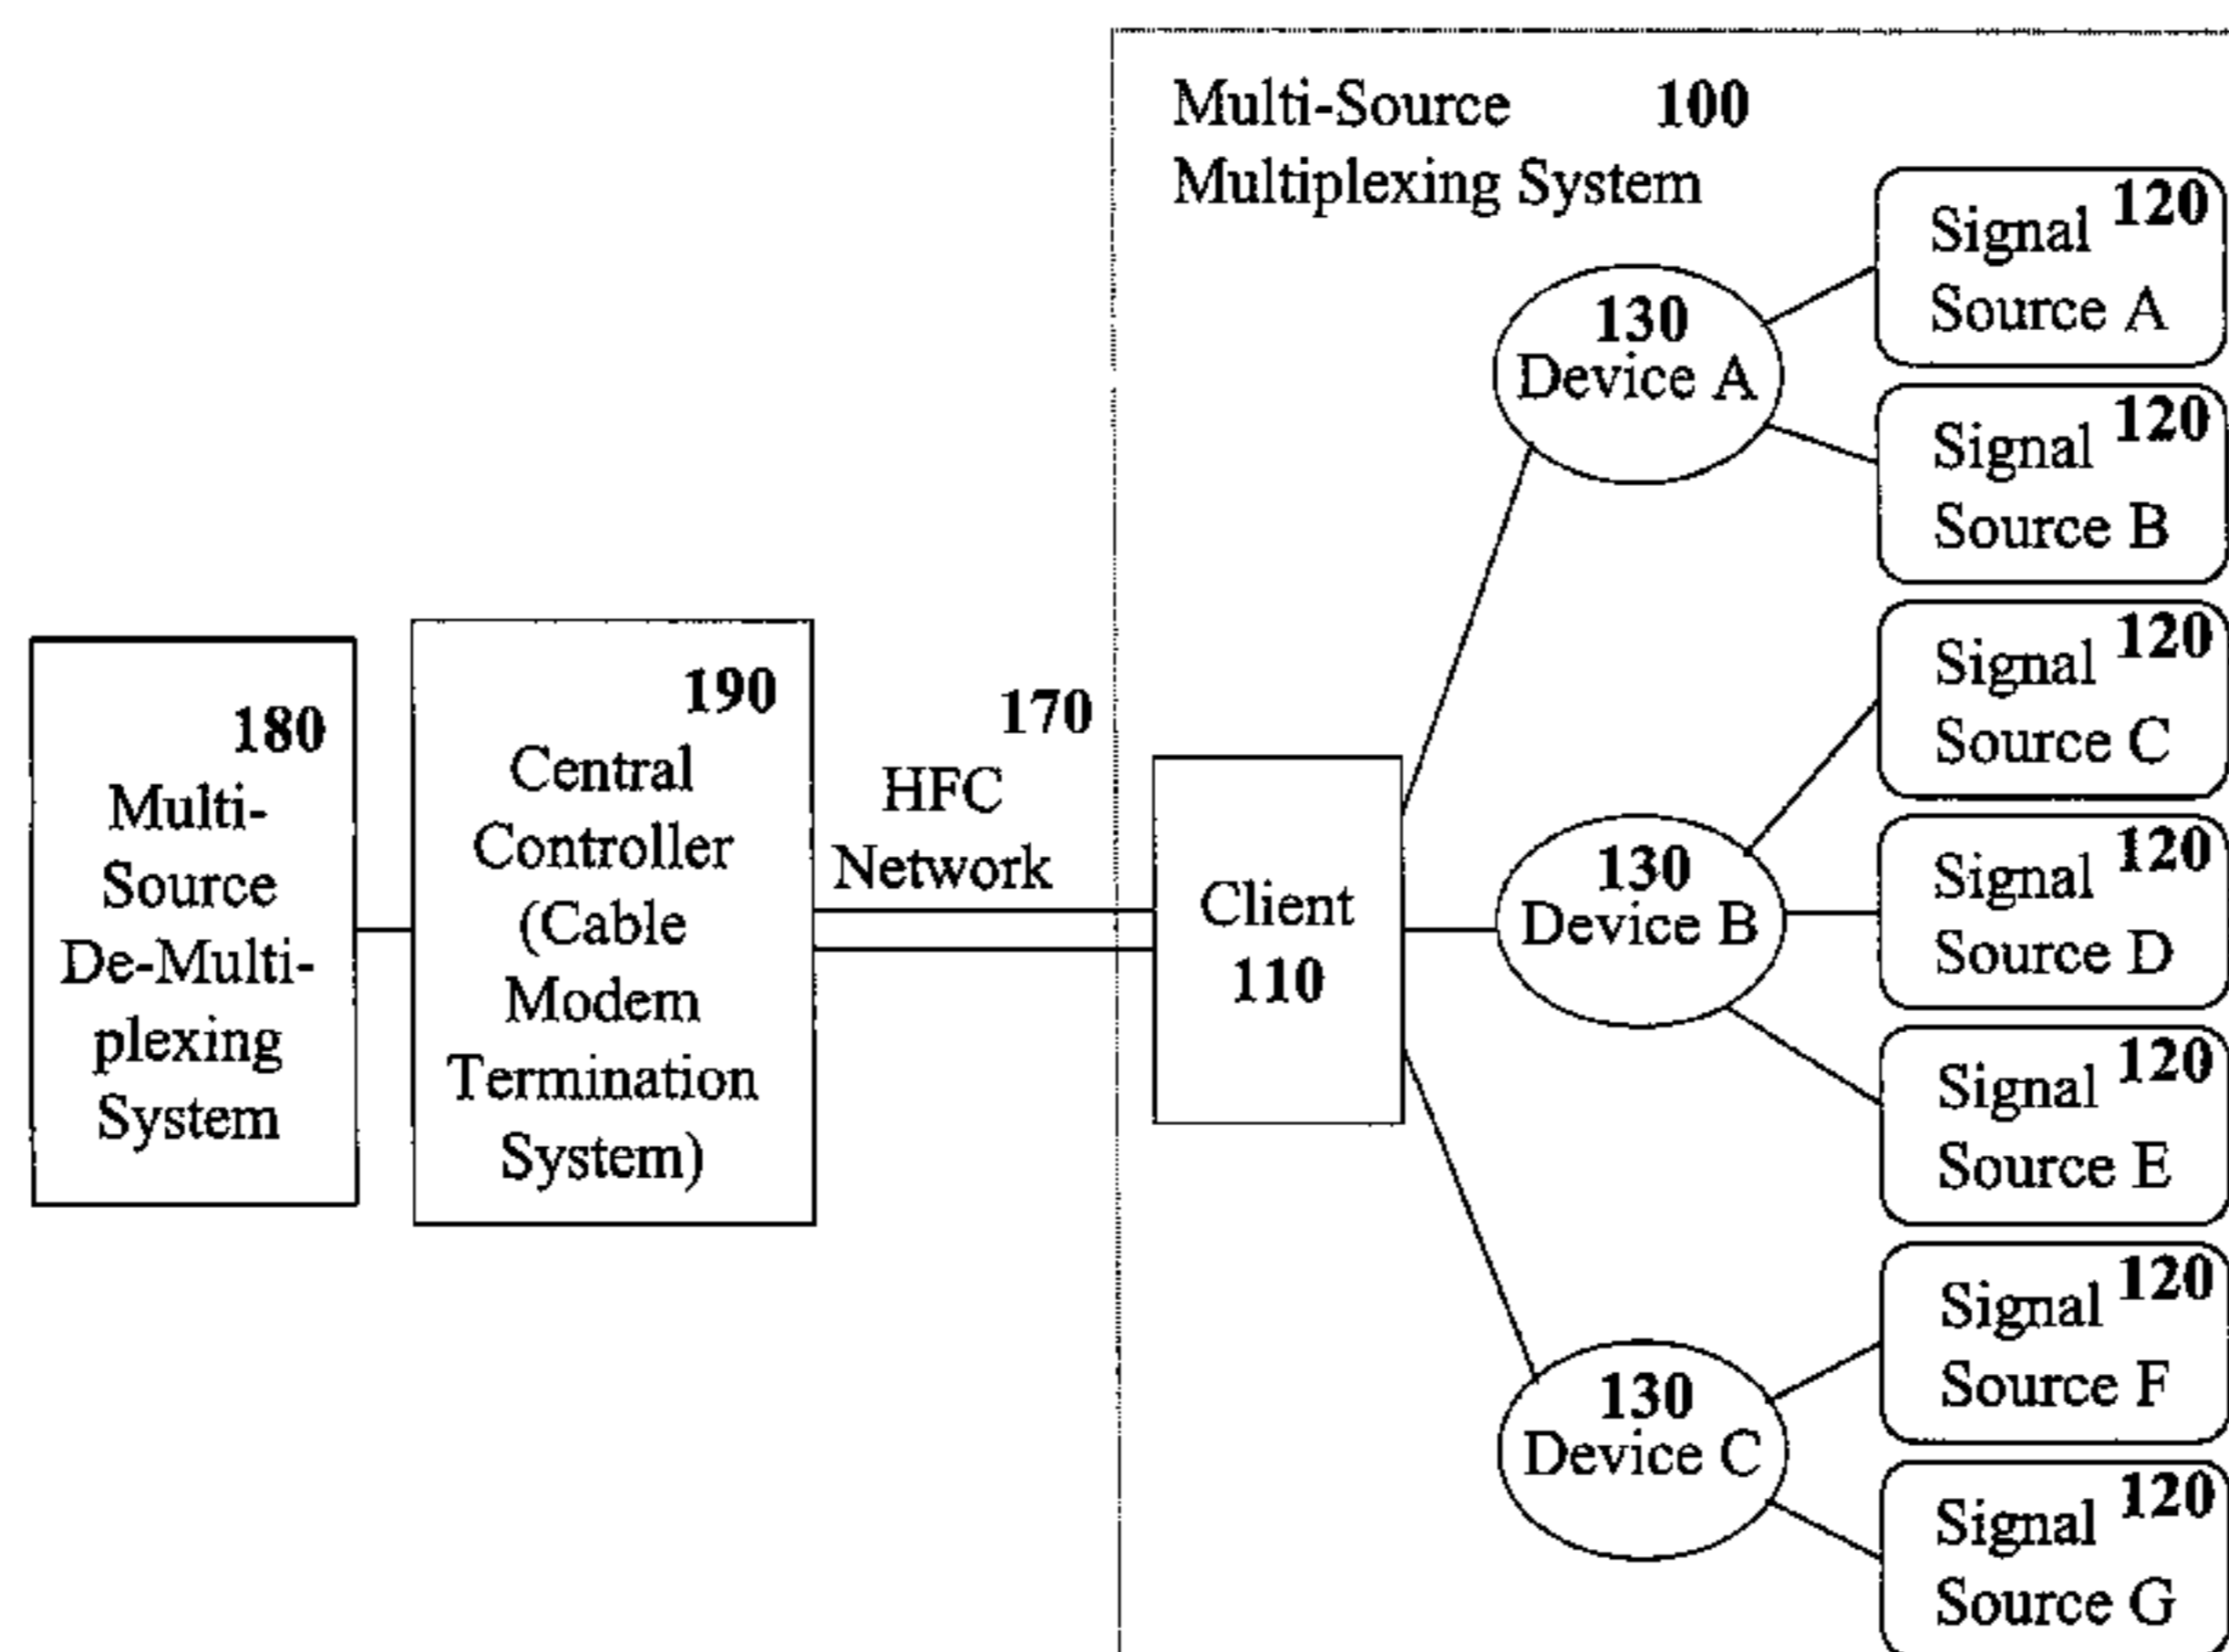 Multi-Source 100
Multiplexing System
180
Multi-
Source
De-Multi-
plexing
System
190
Central
Controller
(Cable
Modem
Termination
System)
170
HFC
Network
Client
110
130
Device A
130
Device B
130
Device C
Signal 120
Source A
Signal 120
Source B
Signal 120
Source C
Signal 120
Source D
Signal 120
Source E
Signal 120
Source F
Signal 120
Source G